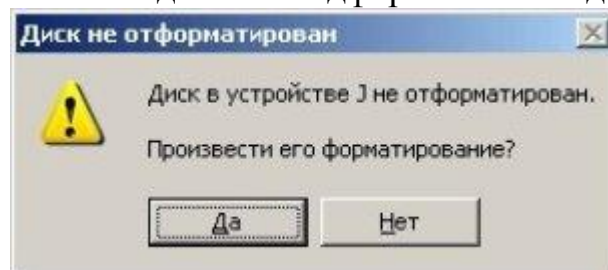 Диск не отформатирован
Диск в устройстве J не отформатирован.
Произвести его форматирование?
Да
Нет